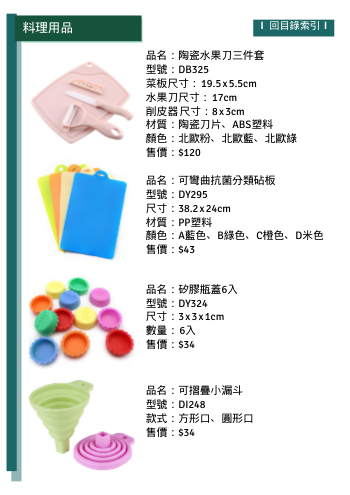 料理用品
I 回目錄索引 I
品名：陶瓷水果刀三件套
型號：DB325
菜板尺寸：19.5x5.5cm
水果刀尺寸：17cm
削皮器尺寸：8x3cm
材質：陶瓷刀片、ABS塑料
顏色：北歐粉、北歐藍、北歐綠
售價：$120
品名：可彎曲抗菌分類砧板
型號：DY295
尺寸：38.2x24cm
材質：PP塑料
顏色：A藍色、B綠色、C橙色、D米色
售價：$43
品名：矽膠瓶蓋6入
型號：DY324
尺寸：3x3x1cm
數量：6入
售價：$34
品名：可摺疊小漏斗
型號：DI248
款式：方形口、圓形口
售價：$34